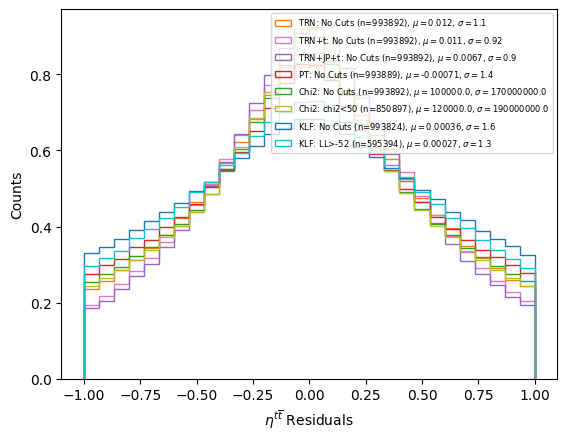 TRN: No Cuts (n=993892), μ = 0.012, σ = 1.1
TRN+t: No Cuts (n=993892), μ = 0.011, σ = 0.92
TRN+JP+t: No Cuts (n=993892), μ = 0.0067, σ = 0.9
PT: No Cuts (n=993889), μ = -0.00071, σ = 1.4
Chi2: No Cuts (n=993892), μ = 100000.0, σ = 170000000.0
Chi2: chi2<50 (n=850897), μ = 120000.0, σ = 190000000.0
KLF: No Cuts (n=993824), μ = 0.00036, σ = 1.6
KLF: LL>-52 (n=595394), μ = 0.00027, σ = 1.3
0.8
0.6
0.4
0.2
0.0
Counts
−1.00 −0.75 −0.50 −0.25 0.00 0.25 0.50 0.75 1.00
η^{tt̅} Residuals